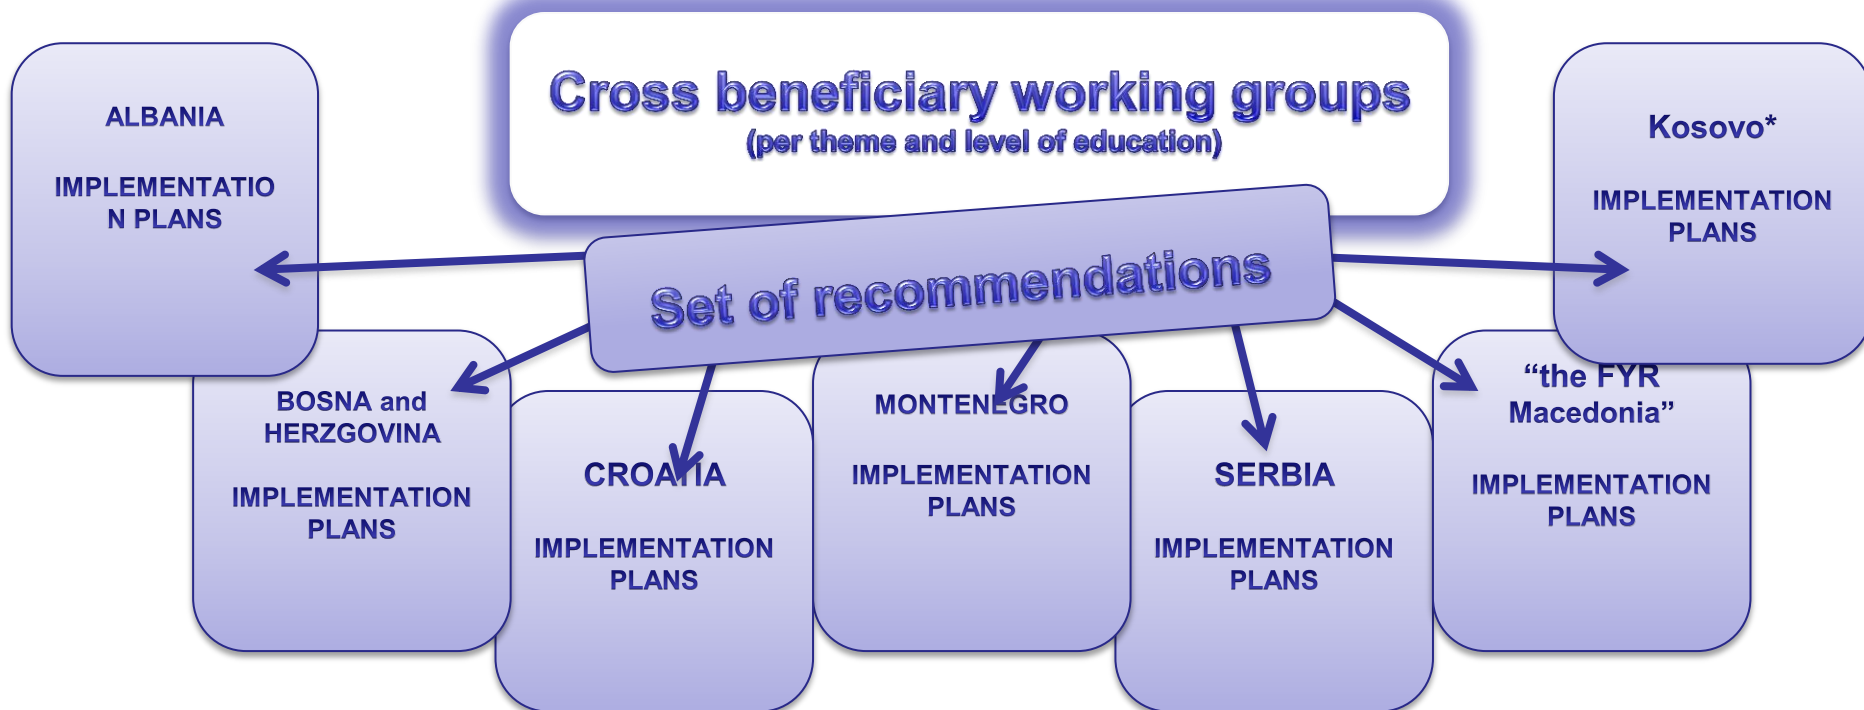 Cross beneficiary working groups
(per theme and level of education)
Set of recommendations
ALBANIA
IMPLEMENTATIO
N PLANS
BOSNA and
HERZGOVINA
IMPLEMENTATION
PLANS
CROATIA
IMPLEMENTATION
PLANS
MONTENEGRO
IMPLEMENTATION
PLANS
SERBIA
IMPLEMENTATION
PLANS
“the FYR
Macedonia”
IMPLEMENTATION
PLANS
Kosovo*
IMPLEMENTATION
PLANS